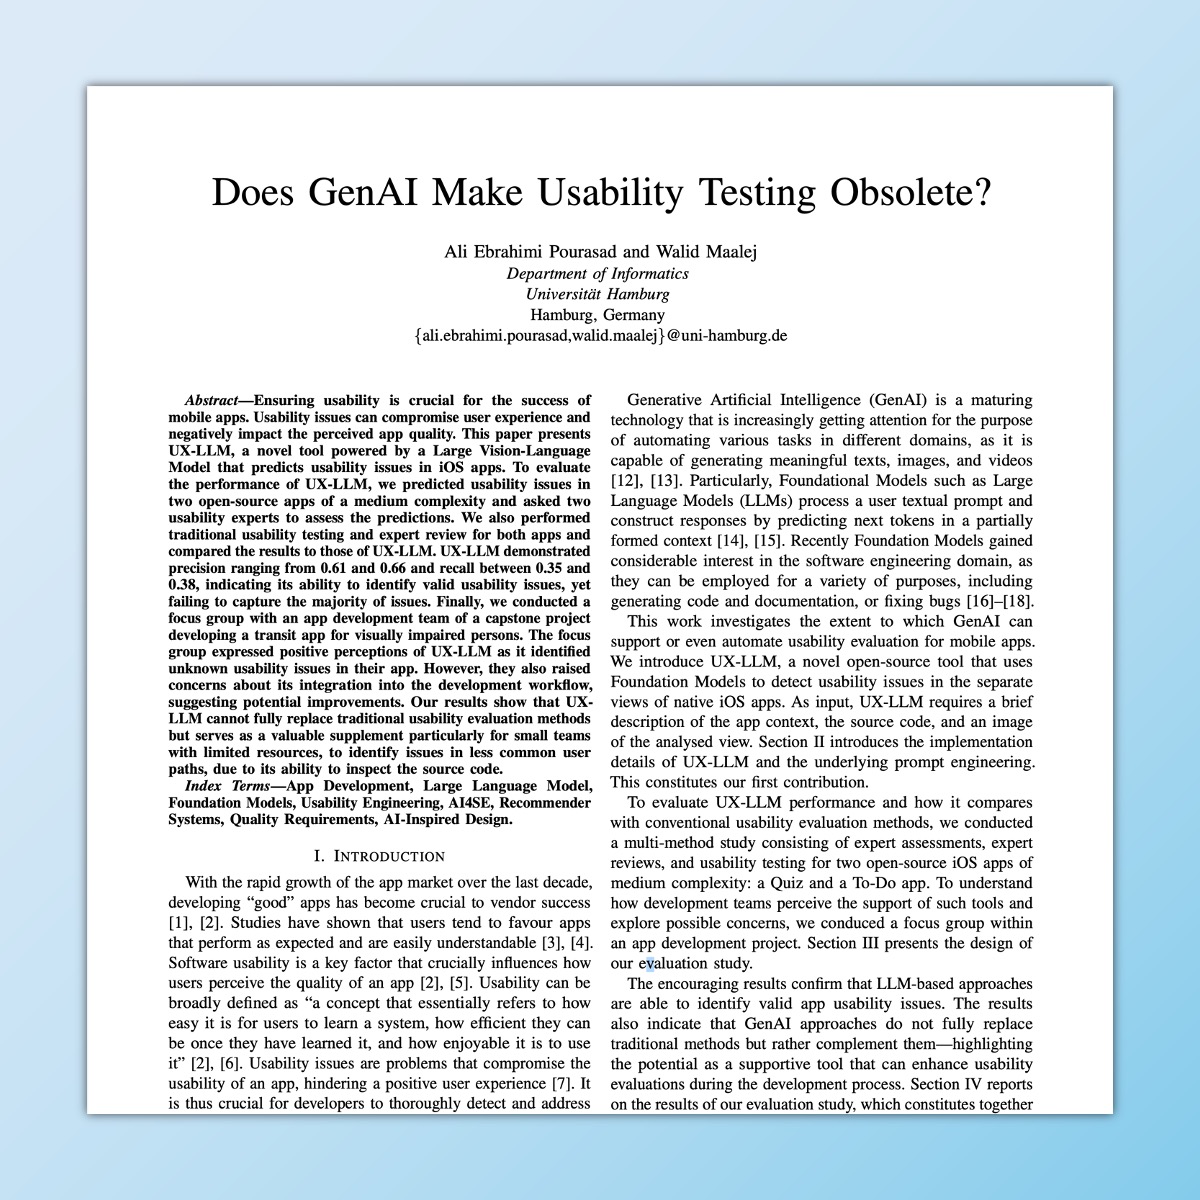 Does GenAI Make Usability Testing Obsolete?
Ali Ebrahimi Pourasad and Walid Maalej
Department of Informatics
Universität Hamburg
Hamburg, Germany
{ali.ebrahimi.pourasad,walid.maalej}@uni-hamburg.de
Abstract—Ensuring usability is crucial for the success of
mobile apps. Usability issues can compromise user experience and
negatively impact the perceived app quality. This paper presents
UX-LLM, a novel tool powered by a Large Vision-Language
Model that predicts usability issues in iOS apps. To evaluate
the performance of UX-LLM, we predicted usability issues in
two open-source apps of a medium complexity and asked two
usability experts to assess the predictions. We also performed
traditional usability testing and expert review for both apps and
compared the results to those of UX-LLM. UX-LLM demonstrated
precision ranging from 0.61 and 0.66 and recall between 0.35 and
0.38, indicating its ability to identify valid usability issues, yet
failing to capture the majority of issues. Finally, we conducted a
focus group with an app development team of a capstone project
developing a transit app for visually impaired persons. The focus
group expressed positive perceptions of UX-LLM as it identified
unknown usability issues in their app. However, they also raised
concerns about its integration into the development workflow,
suggesting potential improvements. Our results show that UX-
LLM cannot fully replace traditional usability evaluation methods
but serves as a valuable supplement particularly for small teams
with limited resources, to identify issues in less common user
paths, due to its ability to inspect the source code.
Index Terms—App Development, Large Language Model,
Foundation Models, Usability Engineering, AI4SE, Recommender
Systems, Quality Requirements, AI-Inspired Design.
I. INTRODUCTION
With the rapid growth of the app market over the last decade,
developing “good” apps has become crucial to vendor success
[1], [2]. Studies have shown that users tend to favour apps
that perform as expected and are easily understandable [3], [4].
Software usability is a key factor that crucially influences how
users perceive the quality of an app [2], [5]. Usability can be
broadly defined as “a concept that essentially refers to how
easy it is for users to learn a system, how efficient they can
be once they have learned it, and how enjoyable it is to use
it” [2], [6]. Usability issues are problems that compromise the
usability of an app, hindering a positive user experience [7]. It
is thus crucial for developers to thoroughly detect and address
Generative Artificial Intelligence (GenAI) is a maturing
technology that is increasingly getting attention for the purpose
of automating various tasks in different domains, as it is
capable of generating meaningful texts, images, and videos
[12], [13]. Particularly, Foundational Models such as Large
Language Models (LLMs) process a user textual prompt and
construct responses by predicting next tokens in a partially
formed context [14], [15]. Recently Foundation Models gained
considerable interest in the software engineering domain, as
they can be employed for a variety of purposes, including
generating code and documentation, or fixing bugs [16]–[18].
This work investigates the extent to which GenAI can
support or even automate usability evaluation for mobile apps.
We introduce UX-LLM, a novel open-source tool that uses
Foundation Models to detect usability issues in the separate
views of native iOS apps. As input, UX-LLM requires a brief
description of the app context, the source code, and an image
of the analysed view. Section II introduces the implementation
details of UX-LLM and the underlying prompt engineering.
This constitutes our first contribution.
To evaluate UX-LLM performance and how it compares
with conventional usability evaluation methods, we conducted
a multi-method study consisting of expert assessments, expert
reviews, and usability testing for two open-source iOS apps of
medium complexity: a Quiz and a To-Do app. To understand
how development teams perceive the support of such tools and
explore possible concerns, we conduced a focus group within
an app development project. Section III presents the design of
our evaluation study.
The encouraging results confirm that LLM-based approaches
are able to identify valid app usability issues. The results
also indicate that GenAI approaches do not fully replace
traditional methods but rather complement them—highlighting
the potential as a supportive tool that can enhance usability
evaluations during the development process. Section IV reports
on the results of our evaluation study, which constitutes together